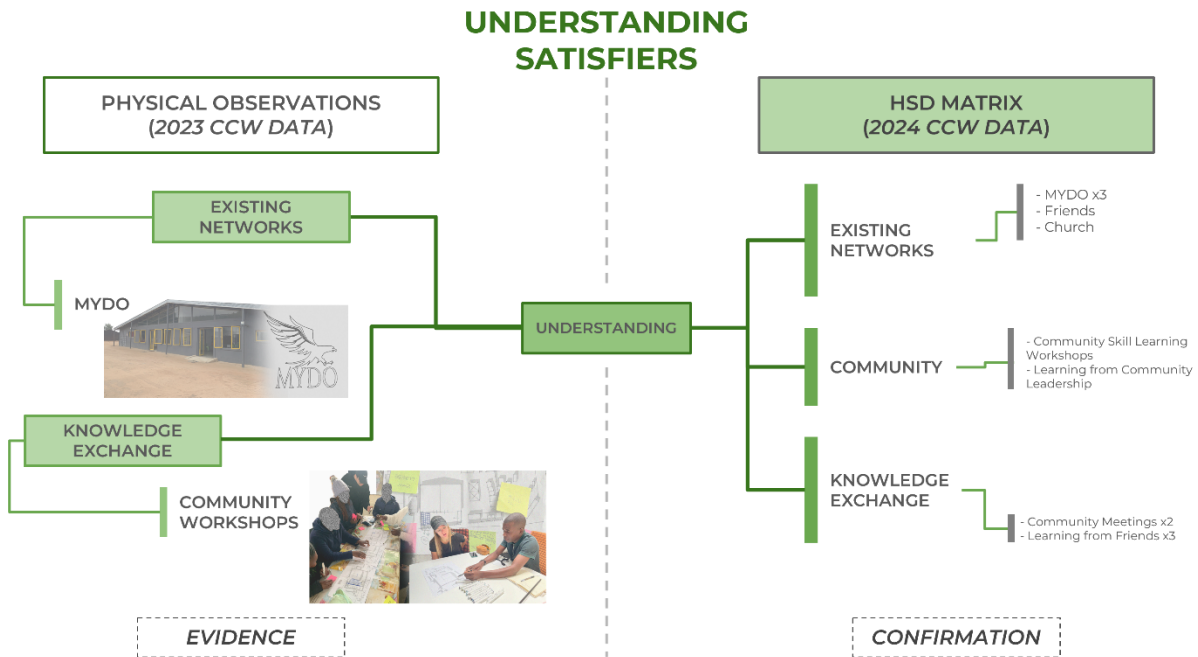 UNDERSTANDING
SATISFIERS
PHYSICAL OBSERVATIONS
(2023 CCW DATA)
EXISTING
NETWORKS
MYDO
MYDO
KNOWLEDGE
EXCHANGE
COMMUNITY
WORKSHOPS
EVIDENCE
UNDERSTANDING
HSD MATRIX
(2024 CCW DATA)
EXISTING
NETWORKS
- MYDO x3
- Friends
- Church
COMMUNITY
- Community Skill Learning
Workshops
- Learning from Community
Leadership
KNOWLEDGE
EXCHANGE
- Community Meetings x2
- Learning from Friends x3
CONFIRMATION